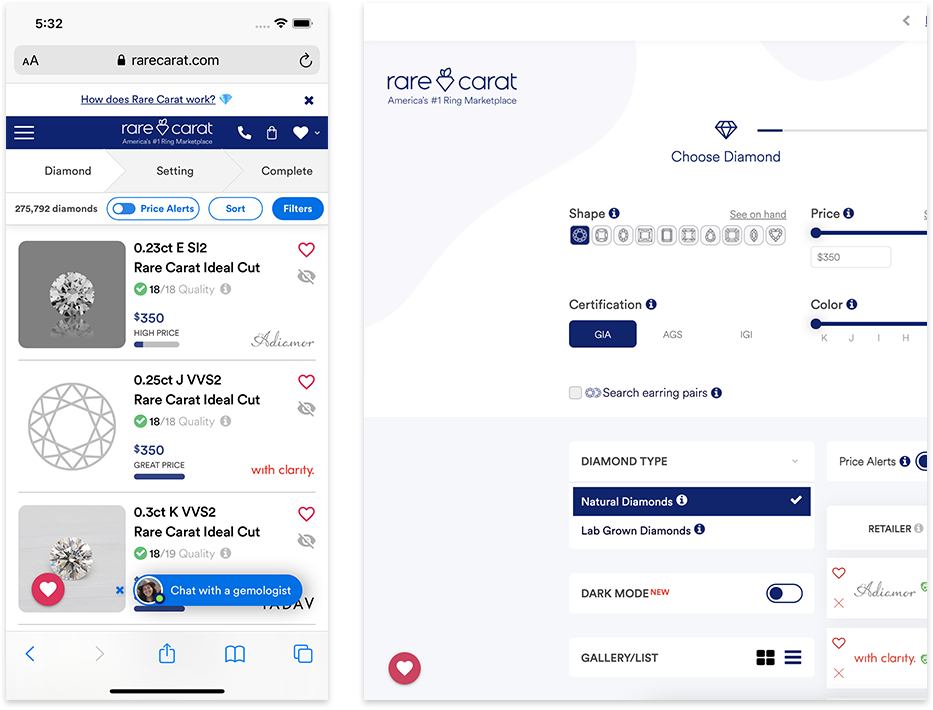 5:32
AA rarecarat.com
How does Rare Carat work?
rare carat
America's #1 Ring Marketplace
Diamond Setting Complete
275,792 diamonds Price Alerts Sort Filters
0.23ct E SI2
Rare Carat Ideal Cut
18/18 Quality
$350
HIGH PRICE
Adiamor
0.25ct J VVS2
Rare Carat Ideal Cut
18/18 Quality
$350
GREAT PRICE
with clarity.
0.3ct K VVS2
Rare Carat Ideal Cut
18/19 Quality
Chat with a gemologist
YADAV
rare carat
America's #1 Ring Marketplace
Choose Diamond
Shape See on hand
Price
$350
Certification
GIA AGS IGI
Color
K J I H
Search earring pairs
DIAMOND TYPE
Natural Diamonds
Lab Grown Diamonds
Price Alerts
RETAILER
Adiamor
DARK MODE NEW
with clarity.
GALLERY/LIST